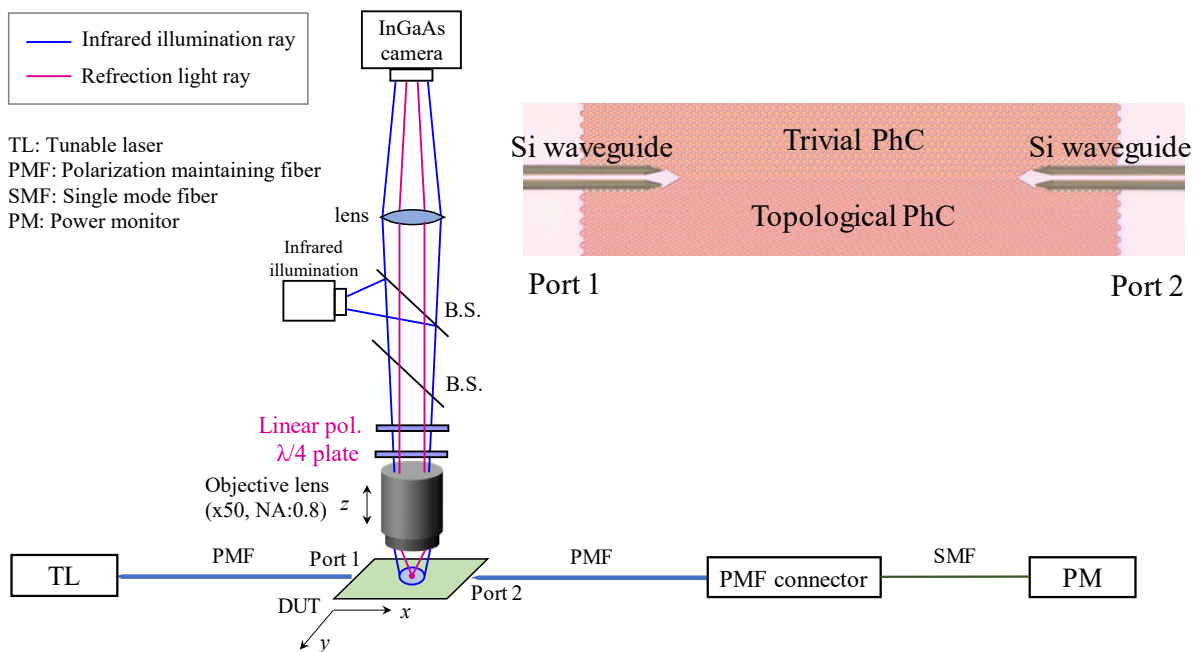 InGaAs
camera
Infrared illumination ray
Refrection light ray
TL: Tunable laser
PMF: Polarization maintaining fiber
SMF: Single mode fiber
PM: Power monitor
Si waveguide
Trivial PhC
Si waveguide
Topological PhC
Port 1
Port 2
lens
Infrared
illumination
B.S.
B.S.
Linear pol.
λ/4 plate
Objective lens
(x50, NA:0.8)
z
TL
PMF
Port 1
PMF
PMF connector
SMF
PM
Port 2
DUT
x
y